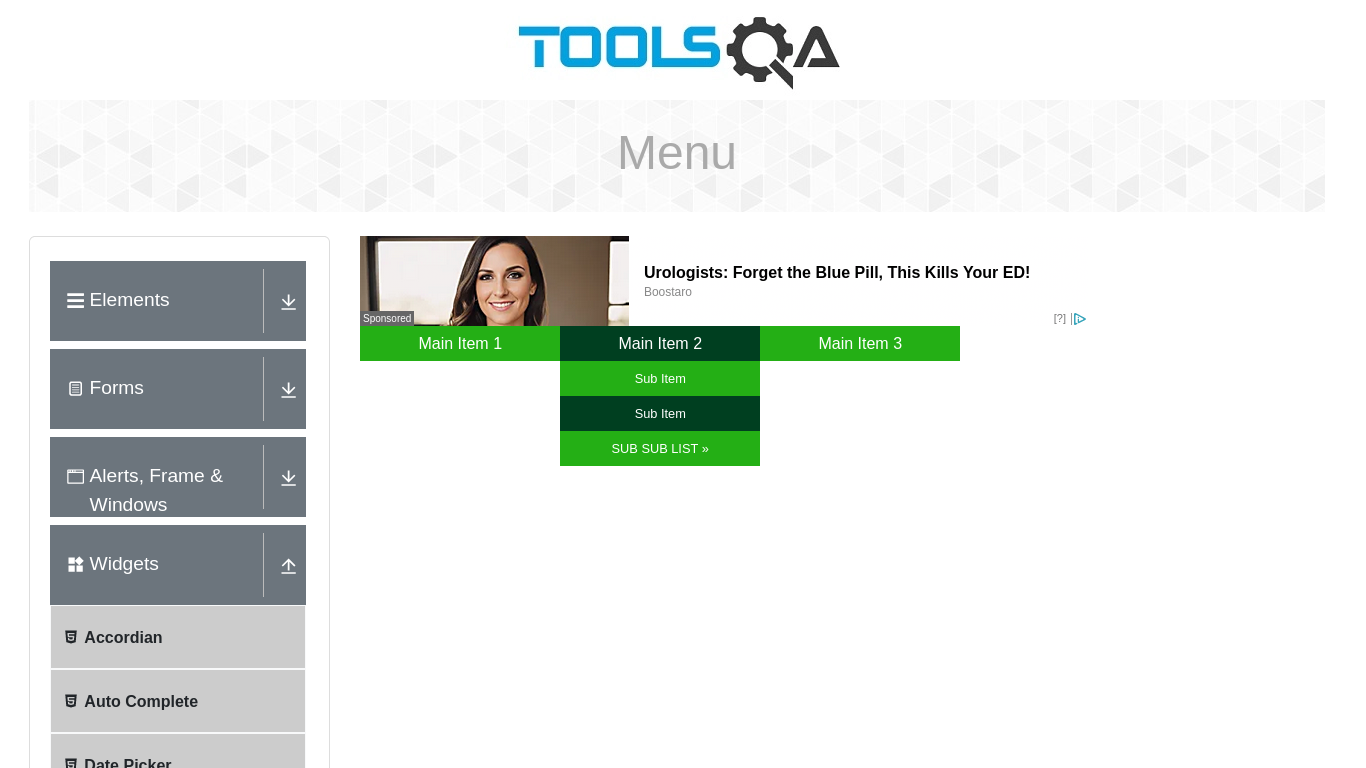 TOOLSQA
Menu
Elements
Forms
Alerts, Frame &
Windows
Widgets
Accordian
Auto Complete
Date Picker
Sponsored
Urologists: Forget the Blue Pill, This Kills Your ED!
Boostaro
[?]
Main Item 1
Main Item 2
Main Item 3
Sub Item
Sub Item
SUB SUB LIST »